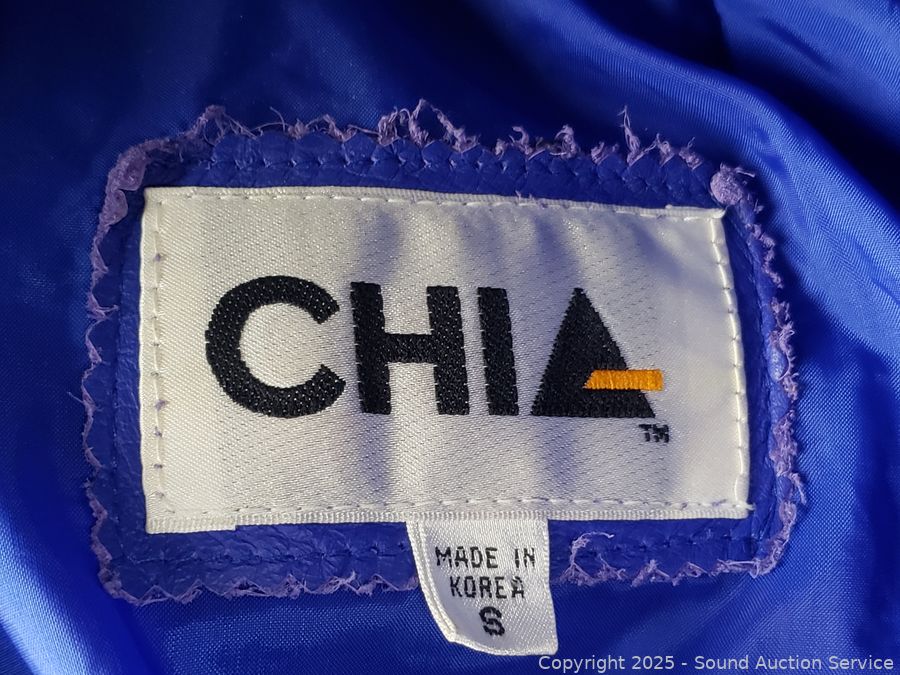 CHIA
TM
MADE IN
KOREA
S
Copyright 2025 - Sound Auction Service